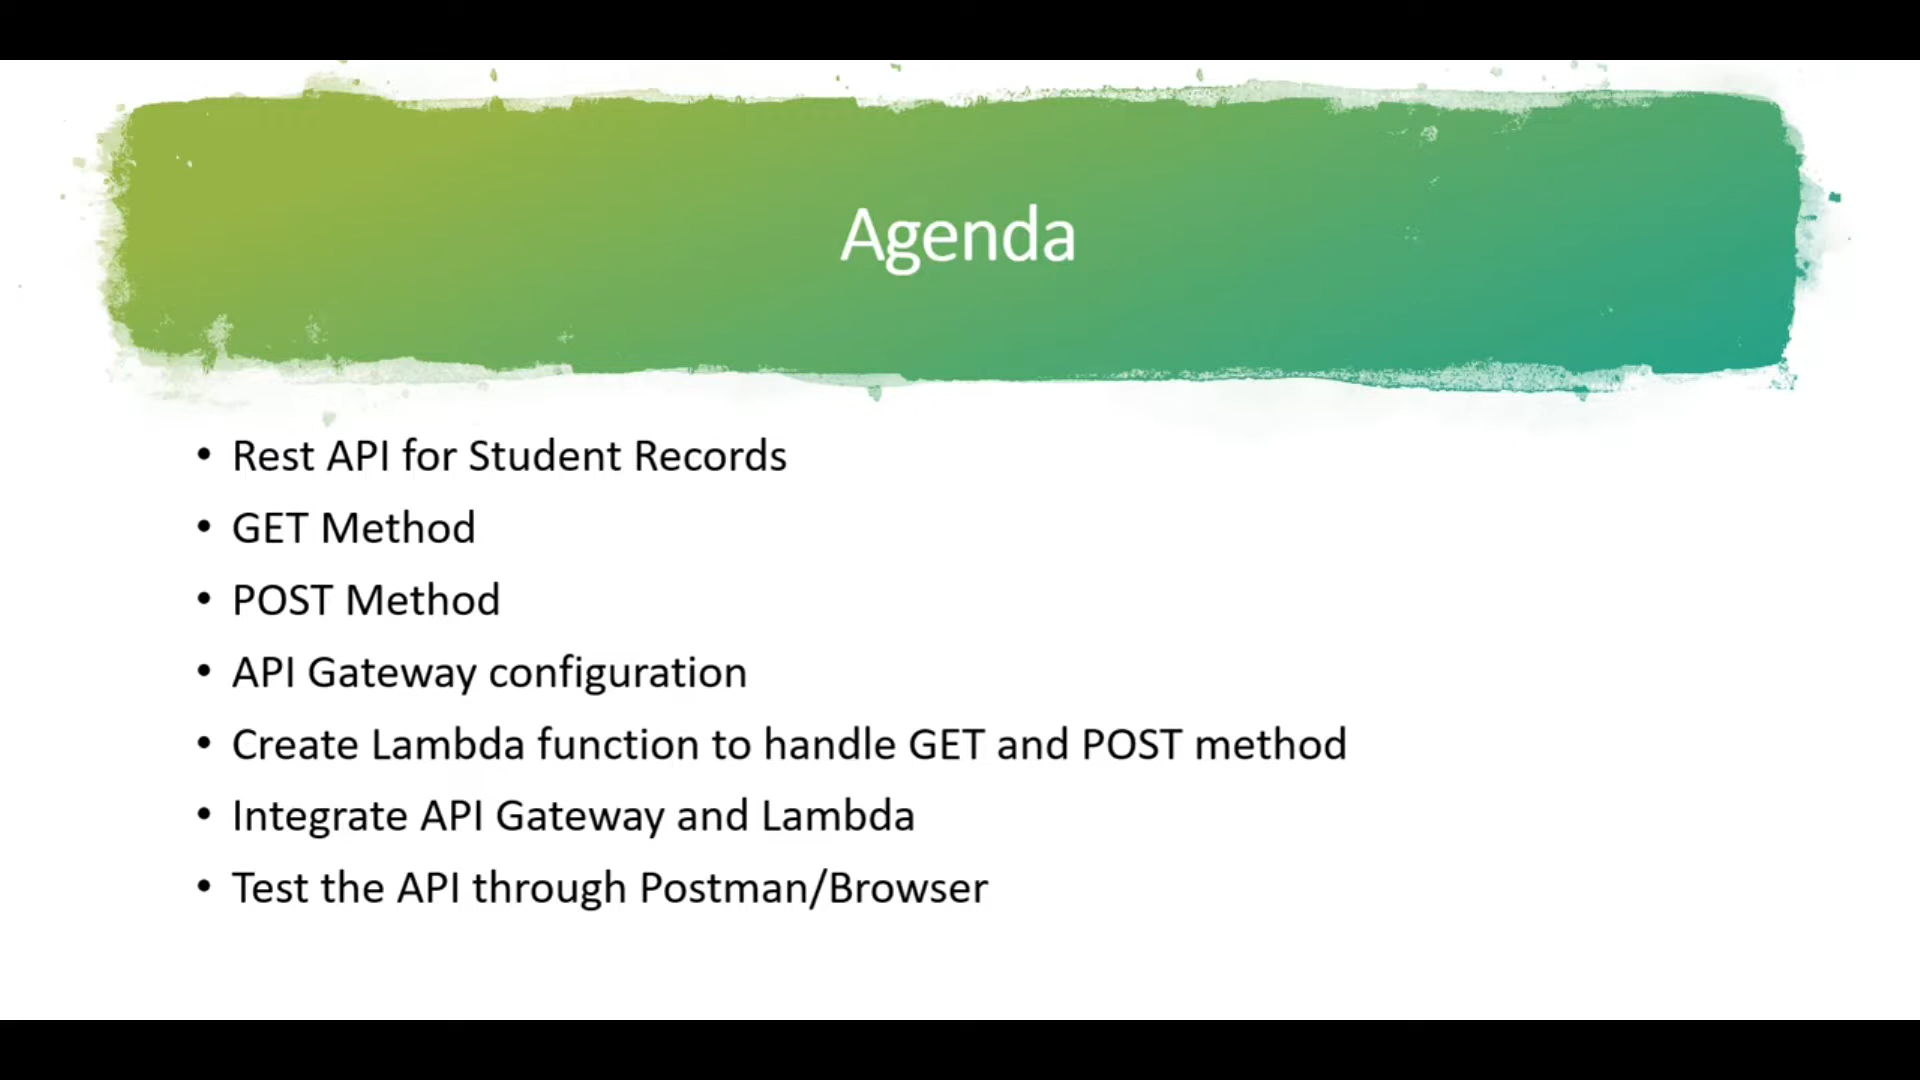 Agenda
• Rest API for Student Records
• GET Method
• POST Method
• API Gateway configuration
• Create Lambda function to handle GET and POST method
• Integrate API Gateway and Lambda
• Test the API through Postman/Browser